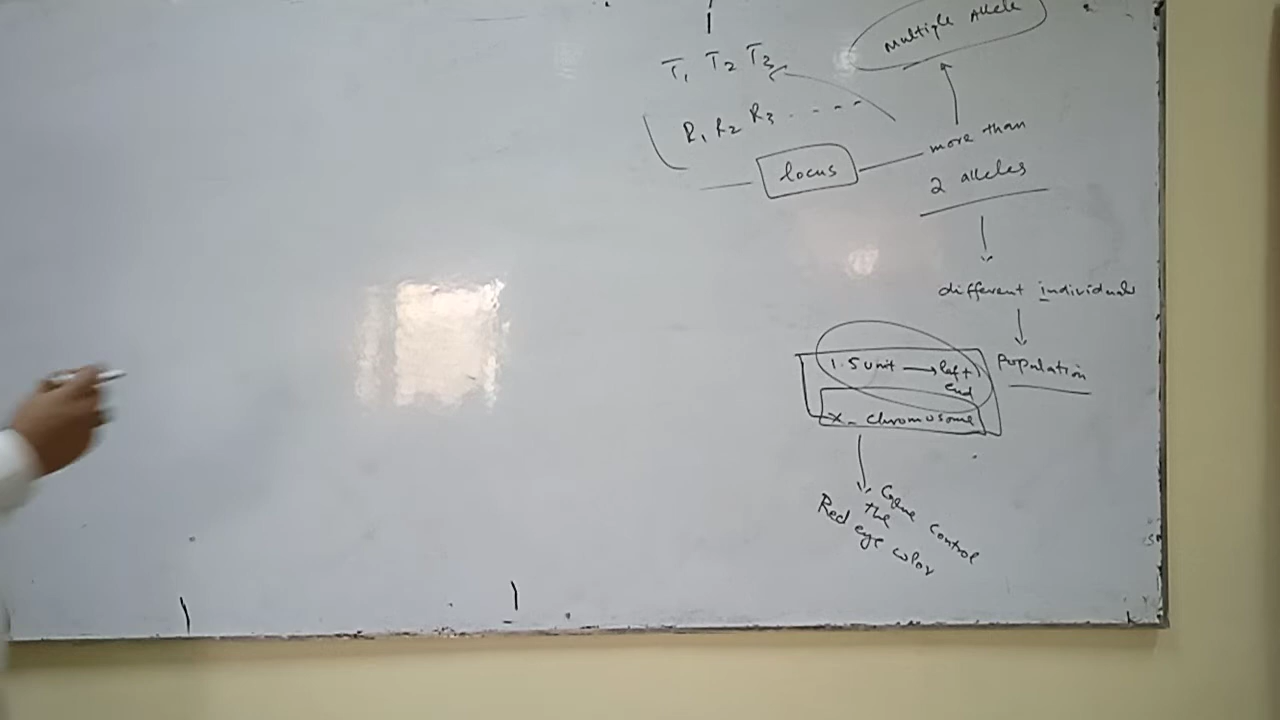 Multiple Allele
T1 T2 T3
R1 R2 R3 . - - - -
locus
more than
2 alleles
different individuals
Population
1.5 unit → left
end
X- chromosome
Gene control
the
Red eye color